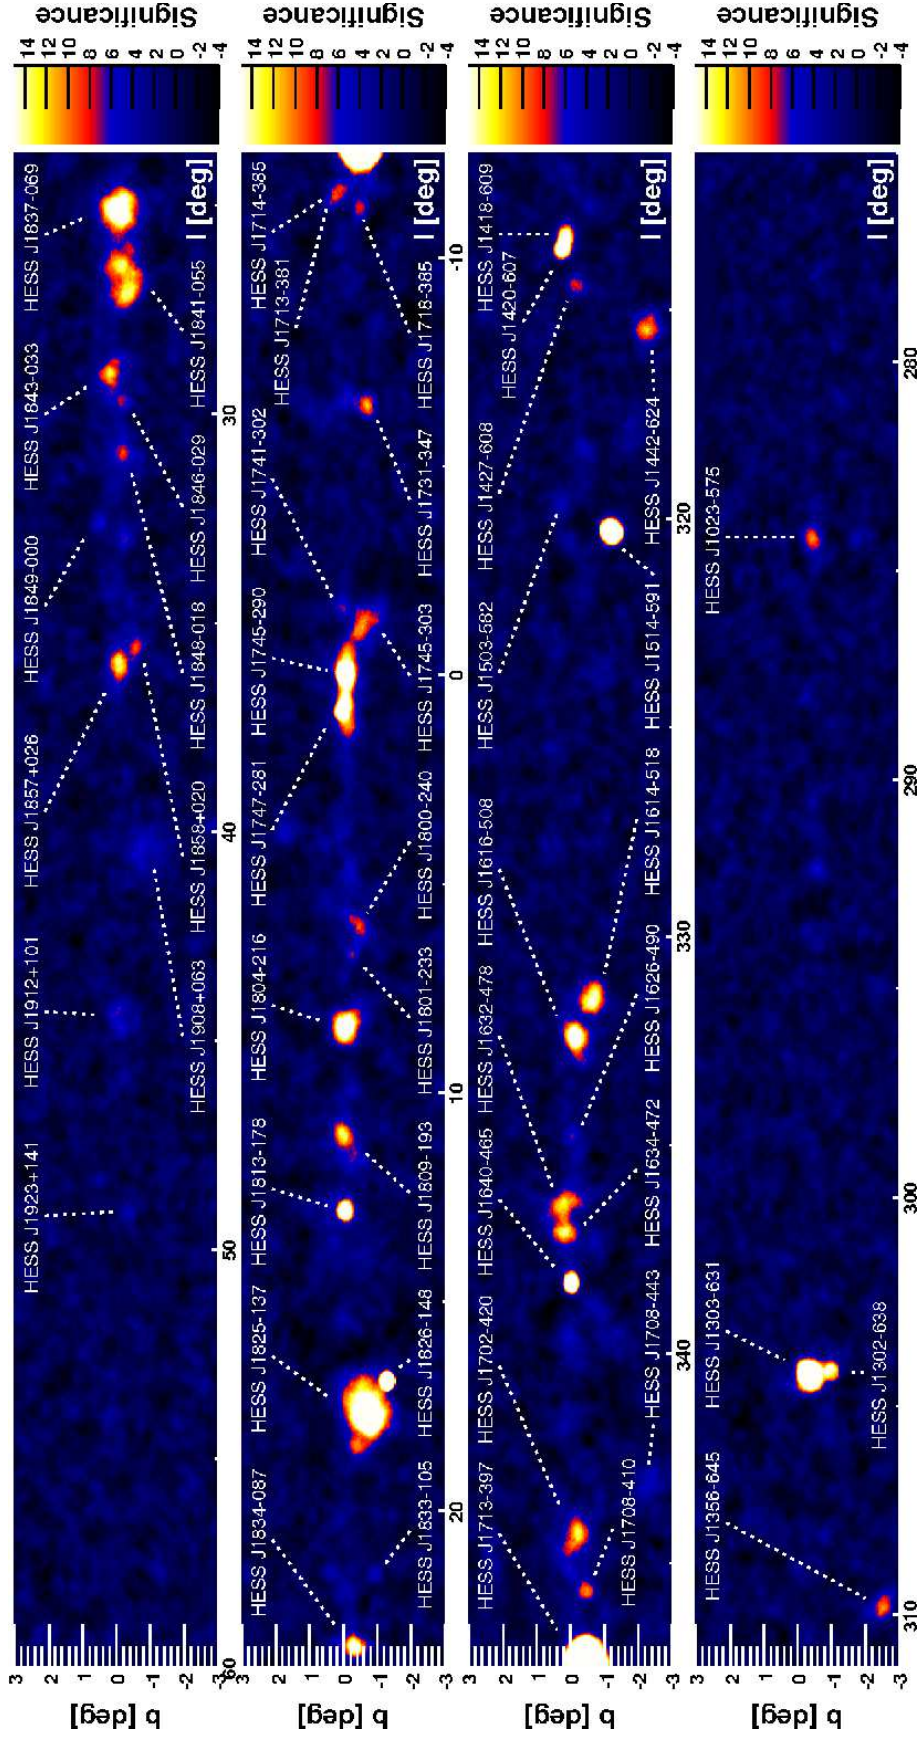 HESS J1923+141
HESS J1912+101
HESS J1857+026
HESS J1849-000
HESS J1843-033
HESS J1837-069
HESS J1908+063
HESS J1858+020
HESS J1848-018
HESS J1846-029
HESS J1841-055
l [deg]
b [deg]
3
2
1
0
-1
-2
-3
60
50
40
30
Significance
14
12
10
8
6
4
2
0
-2
-4
HESS J1834-087
HESS J1825-137
HESS J1813-178
HESS J1804-216
HESS J1747-281
HESS J1745-290
HESS J1741-302
HESS J1713-381
HESS J1714-385
HESS J1833-105
HESS J1826-148
HESS J1809-193
HESS J1801-233
HESS J1800-240
HESS J1745-303
HESS J1731-347
HESS J1718-385
l [deg]
b [deg]
3
2
1
0
-1
-2
-3
20
10
0
-10
Significance
14
12
10
8
6
4
2
0
-2
-4
HESS J1713-397
HESS J1702-420
HESS J1640-465
HESS J1632-478
HESS J1616-508
HESS J1503-582
HESS J1427-608
HESS J1420-607
HESS J1418-609
HESS J1708-410
HESS J1708-443
HESS J1634-472
HESS J1626-490
HESS J1614-518
HESS J1514-591
HESS J1442-624
l [deg]
b [deg]
3
2
1
0
-1
-2
-3
340
330
320
Significance
14
12
10
8
6
4
2
0
-2
-4
HESS J1356-645
HESS J1303-631
HESS J1023-575
HESS J1302-638
l [deg]
b [deg]
3
2
1
0
-1
-2
-3
310
300
290
280
Significance
14
12
10
8
6
4
2
0
-2
-4